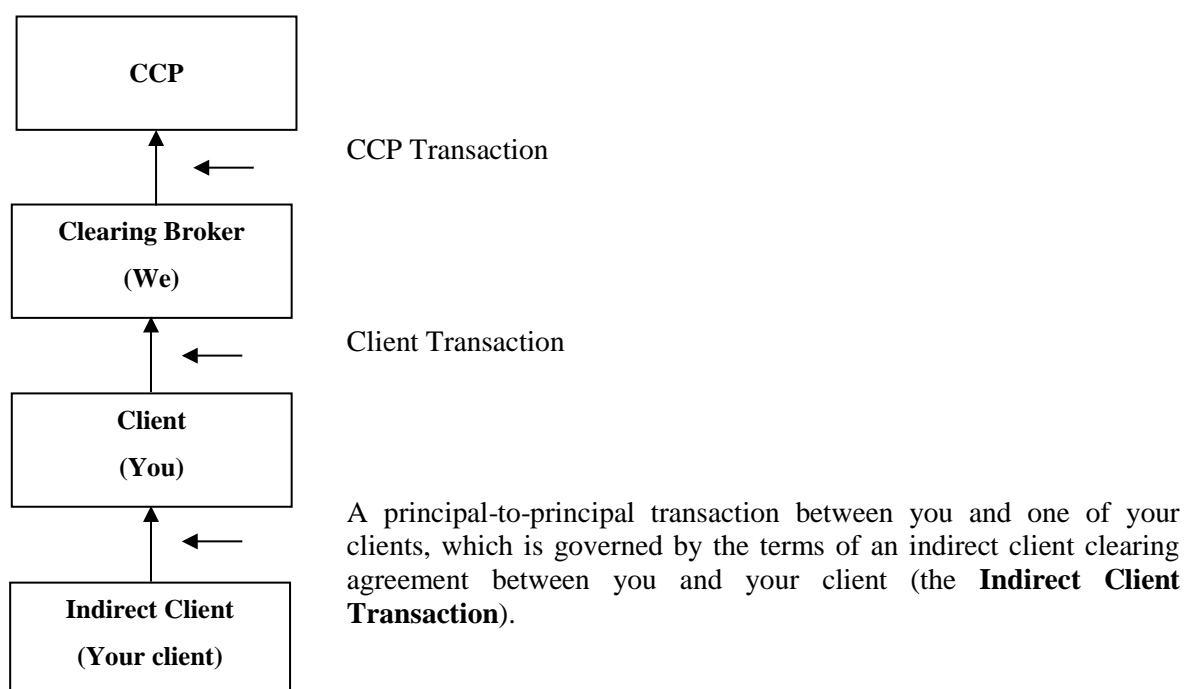 CCP
CCP Transaction
Clearing Broker
(We)
Client Transaction
Client
(You)
A principal-to-principal transaction between you and one of your
clients, which is governed by the terms of an indirect client clearing
agreement between you and your client (the Indirect Client
Transaction).
Indirect Client
(Your client)